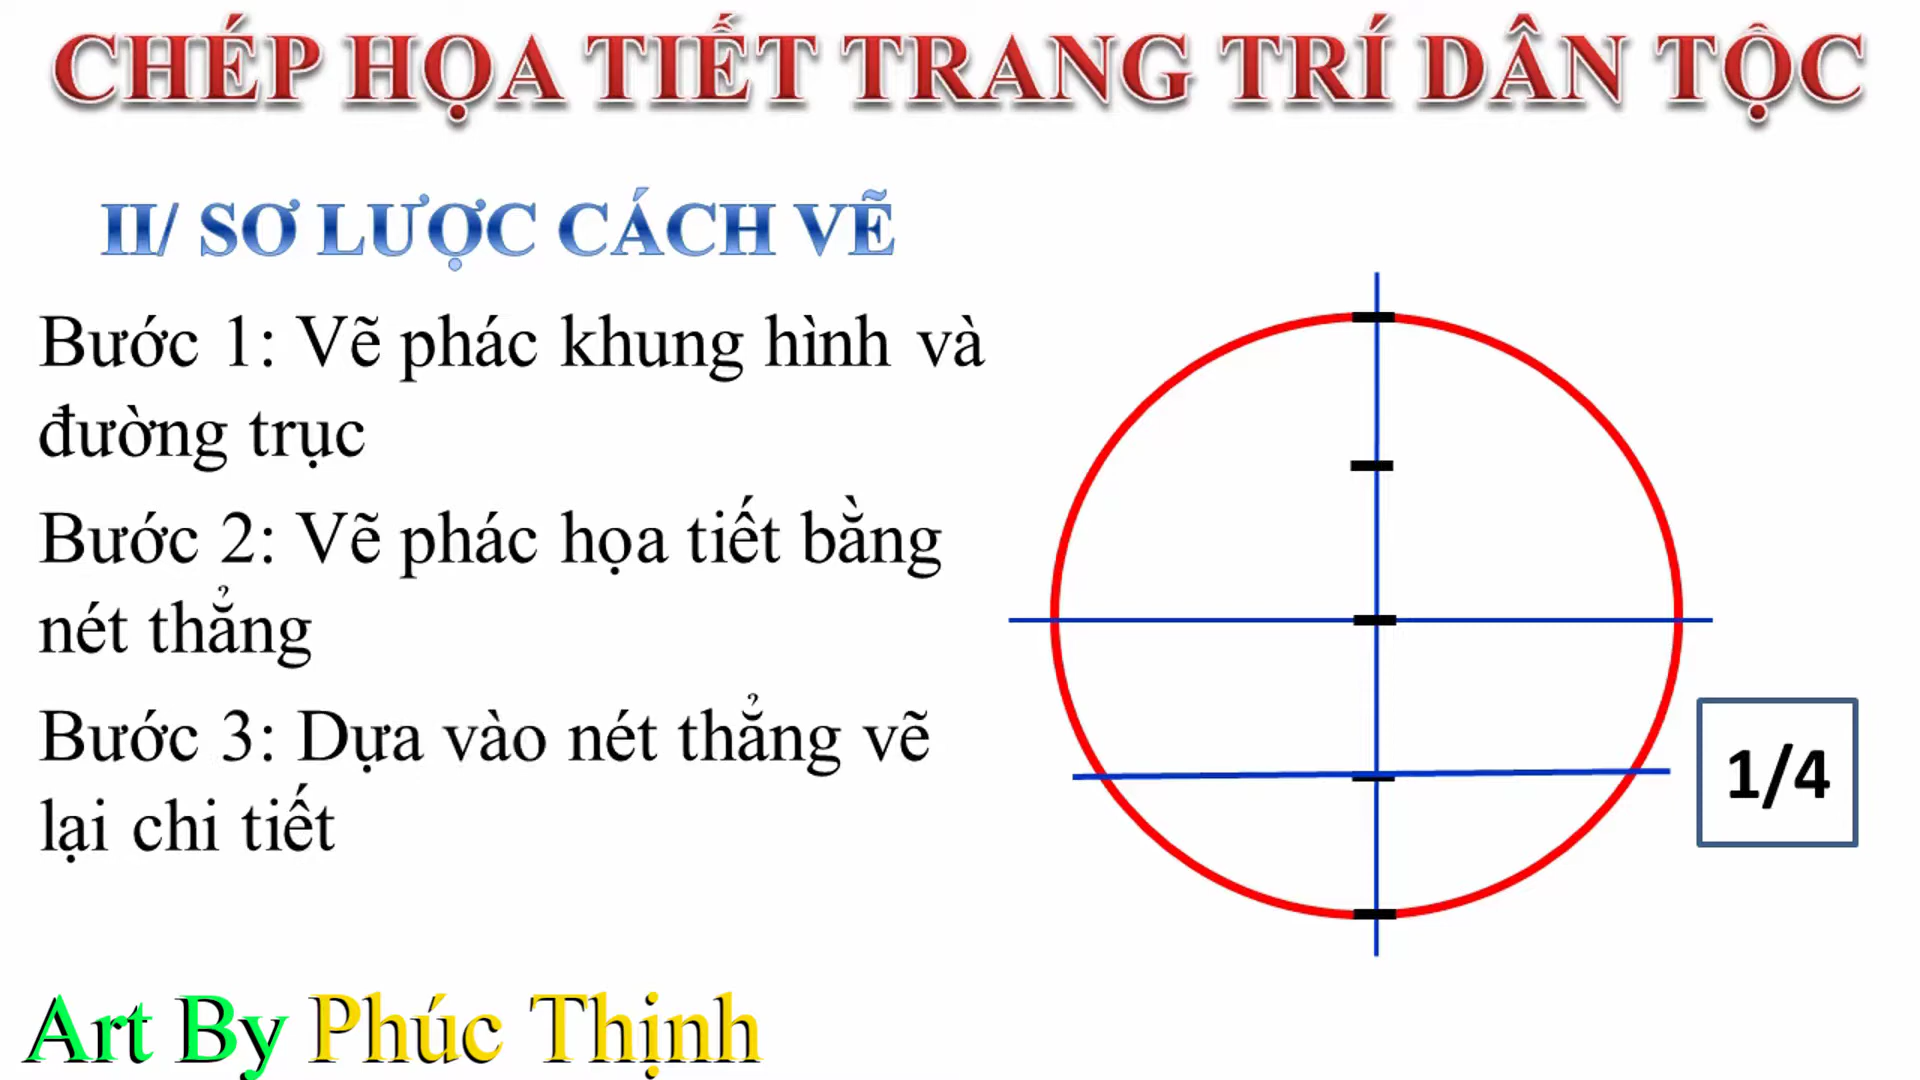 CHÉP HỌA TIẾT TRANG TRÍ DÂN TỘC
II/ SƠ LƯỢC CÁCH VẼ
Bước 1: Vẽ phác khung hình và
đường trục
Bước 2: Vẽ phác họa tiết bằng
nét thẳng
Bước 3: Dựa vào nét thẳng vẽ
lại chi tiết
1/4
Art By Phúc Thịnh